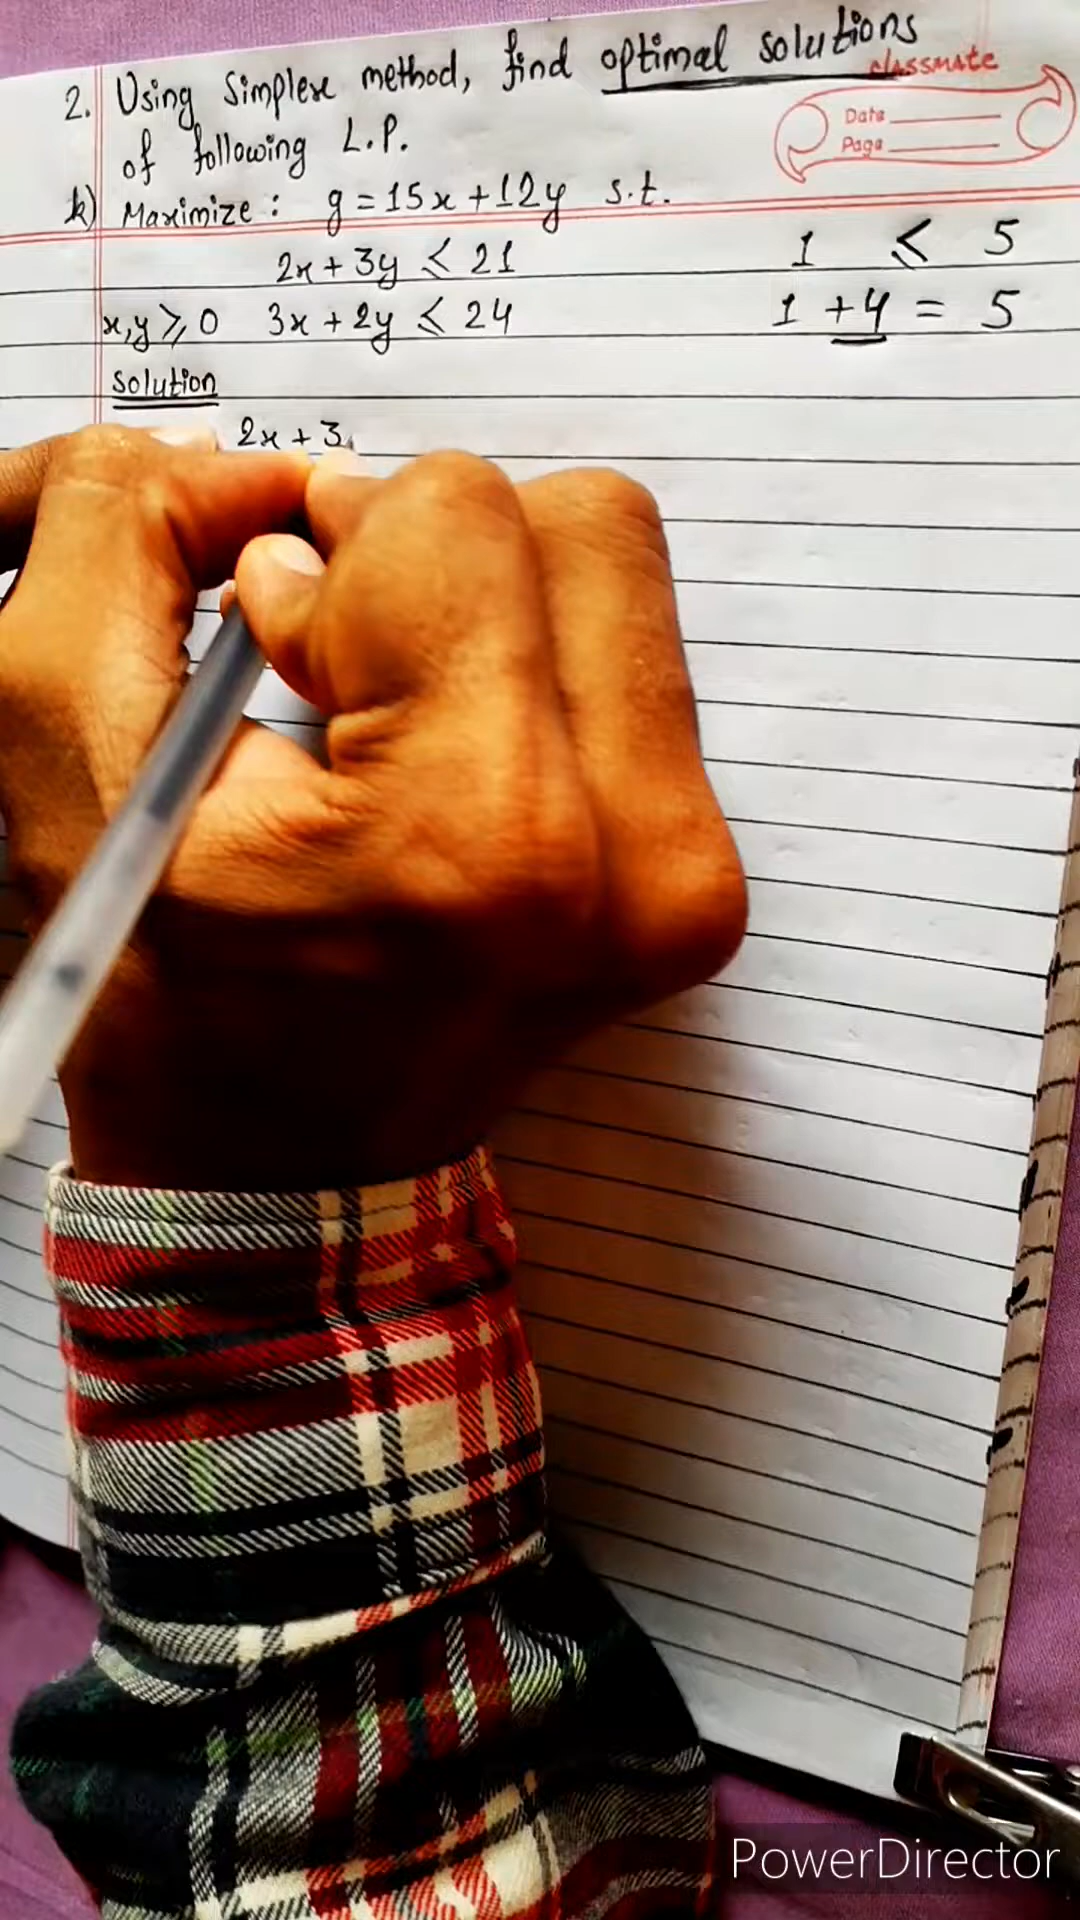 2. Using Simplex method, find optimal solutions
of following L.P.
classmate
Date
Page
k) Maximize: g = 15x + 12y s.t.
2x + 3y ≤ 21
x,y ≥ 0 3x + 2y ≤ 24
1 ≤ 5
1 + 4 = 5
Solution
2x + 3
PowerDirector